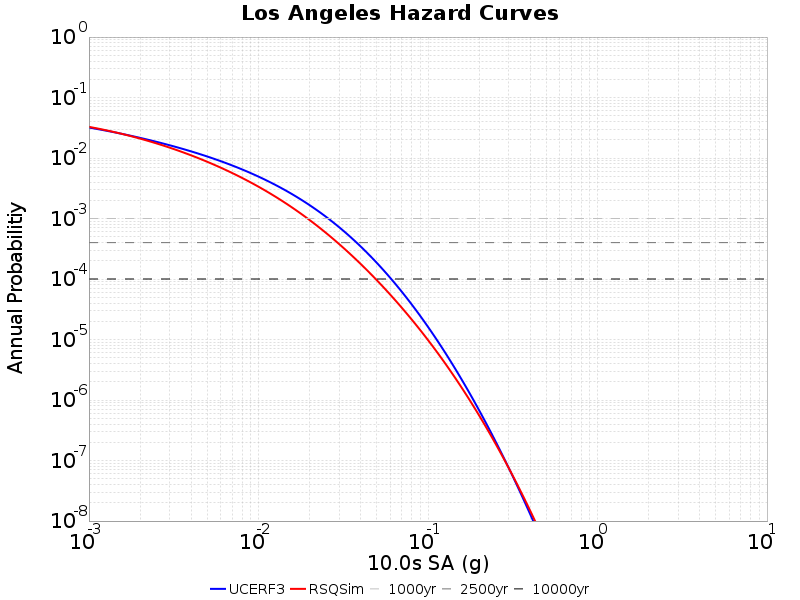 Los Angeles Hazard Curves
10^0
10^-1
10^-2
10^-3
10^-4
10^-5
10^-6
10^-7
10^-8
Annual Probabilitiy
10^-3 10^-2 10^-1 10^0 10^1
10.0s SA (g)
UCERF3 RSQSim 1000yr 2500yr 10000yr